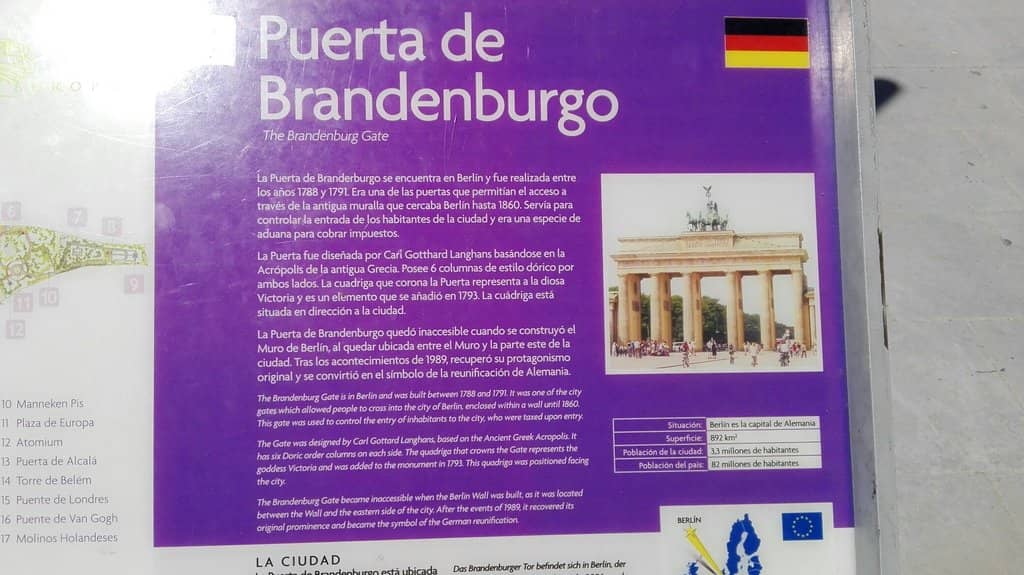 EUROP
6
7
8
9
10
11
12
10 Manneken Pis
11 Plaza de Europa
12 Atomium
13 Puerta de Alcalá
14 Torre de Belém
15 Puente de Londres
16 Puente de Van Gogh
17 Molinos Holandeses
Puerta de
Brandenburgo
The Brandenburg Gate
La Puerta de Branderburgo se encuentra en Berlín y fue realizada entre
los años 1788 y 1791. Era una de las puertas que permitían el acceso a
través de la antigua muralla que cercaba Berlín hasta 1860. Servía para
controlar la entrada de los habitantes de la ciudad y era una especie de
aduana para cobrar impuestos.
La Puerta fue diseñada por Carl Gotthard Langhans basándose en la
Acrópolis de la antigua Grecia. Posee 6 columnas de estilo dórico por
ambos lados. La cuadriga que corona la Puerta representa a la diosa
Victoria y es un elemento que se añadió en 1793. La cuádriga está
situada en dirección a la ciudad.
La Puerta de Brandenburgo quedó inaccesible cuando se construyó el
Muro de Berlín, al quedar ubicada entre el Muro y la parte este de la
ciudad. Tras los acontecimientos de 1989, recuperó su protagonismo
original y se convirtió en el símbolo de la reunificación de Alemania.
The Brandenburg Gate is in Berlin and was built between 1788 and 1791. It was one of the city
gates which allowed people to cross into the city of Berlin, enclosed within a wall until 1860.
This gate was used to control the entry of inhabitants to the city, who were taxed upon entry.
The Gate was designed by Carl Gottard Langhans, based on the Ancient Greek Acropolis. It
has six Doric order columns on each side. The quadriga that crowns the Gate represents the
goddess Victoria and was added to the monument in 1793. This quadriga was positioned facing
the city.
The Brandenburg Gate became inaccessible when the Berlin Wall was built, as it was located
between the Wall and the eastern side of the city. After the events of 1989, it recovered its
original prominence and became the symbol of the German reunification.
Situación: Berlín es la capital de Alemania
Superficie: 892 km²
Población de la ciudad: 3,3 millones de habitantes
Población del país: 82 millones de habitantes
BERLÍN
LA CIUDAD
La Puerta de Brandenburgo está ubicada
Das Brandenburger Tor befindet sich in Berlin, der